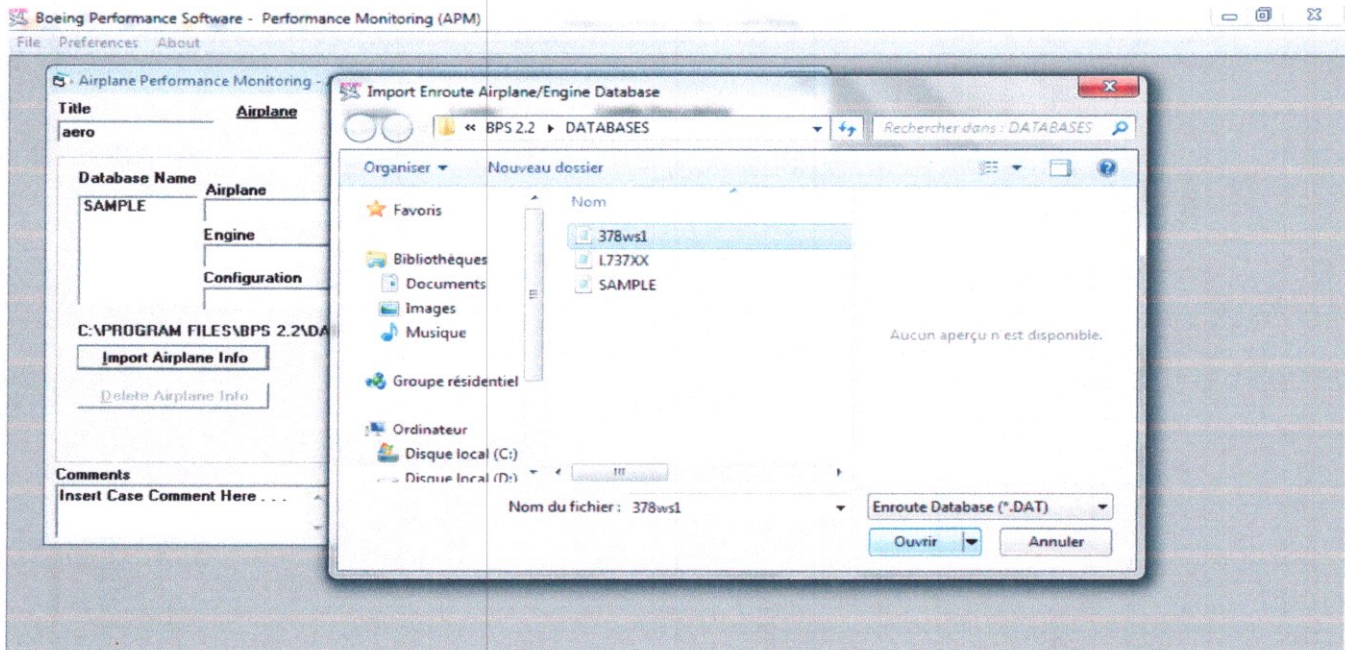 Boeing Performance Software - Performance Monitoring (APM)
File Preferences About
Airplane Performance Monitoring -
Title
Airplane
aero
Database Name
SAMPLE
Airplane
Engine
Configuration
C:\PROGRAM FILES\BPS 2.2\DA
Import Airplane Info
Delete Airplane Info
Comments
Insert Case Comment Here . . .
Import Enroute Airplane/Engine Database
« BPS 2.2 ▸ DATABASES
Rechercher dans : DATABASES
Organiser
Nouveau dossier
Favoris
Bibliothèques
Documents
Images
Musique
Groupe résidentiel
Ordinateur
Disque local (C:)
Disque local (D:)
Nom
378ws1
L737XX
SAMPLE
Aucun aperçu n'est disponible.
Nom du fichier : 378ws1
Enroute Database (*.DAT)
Ouvrir
Annuler